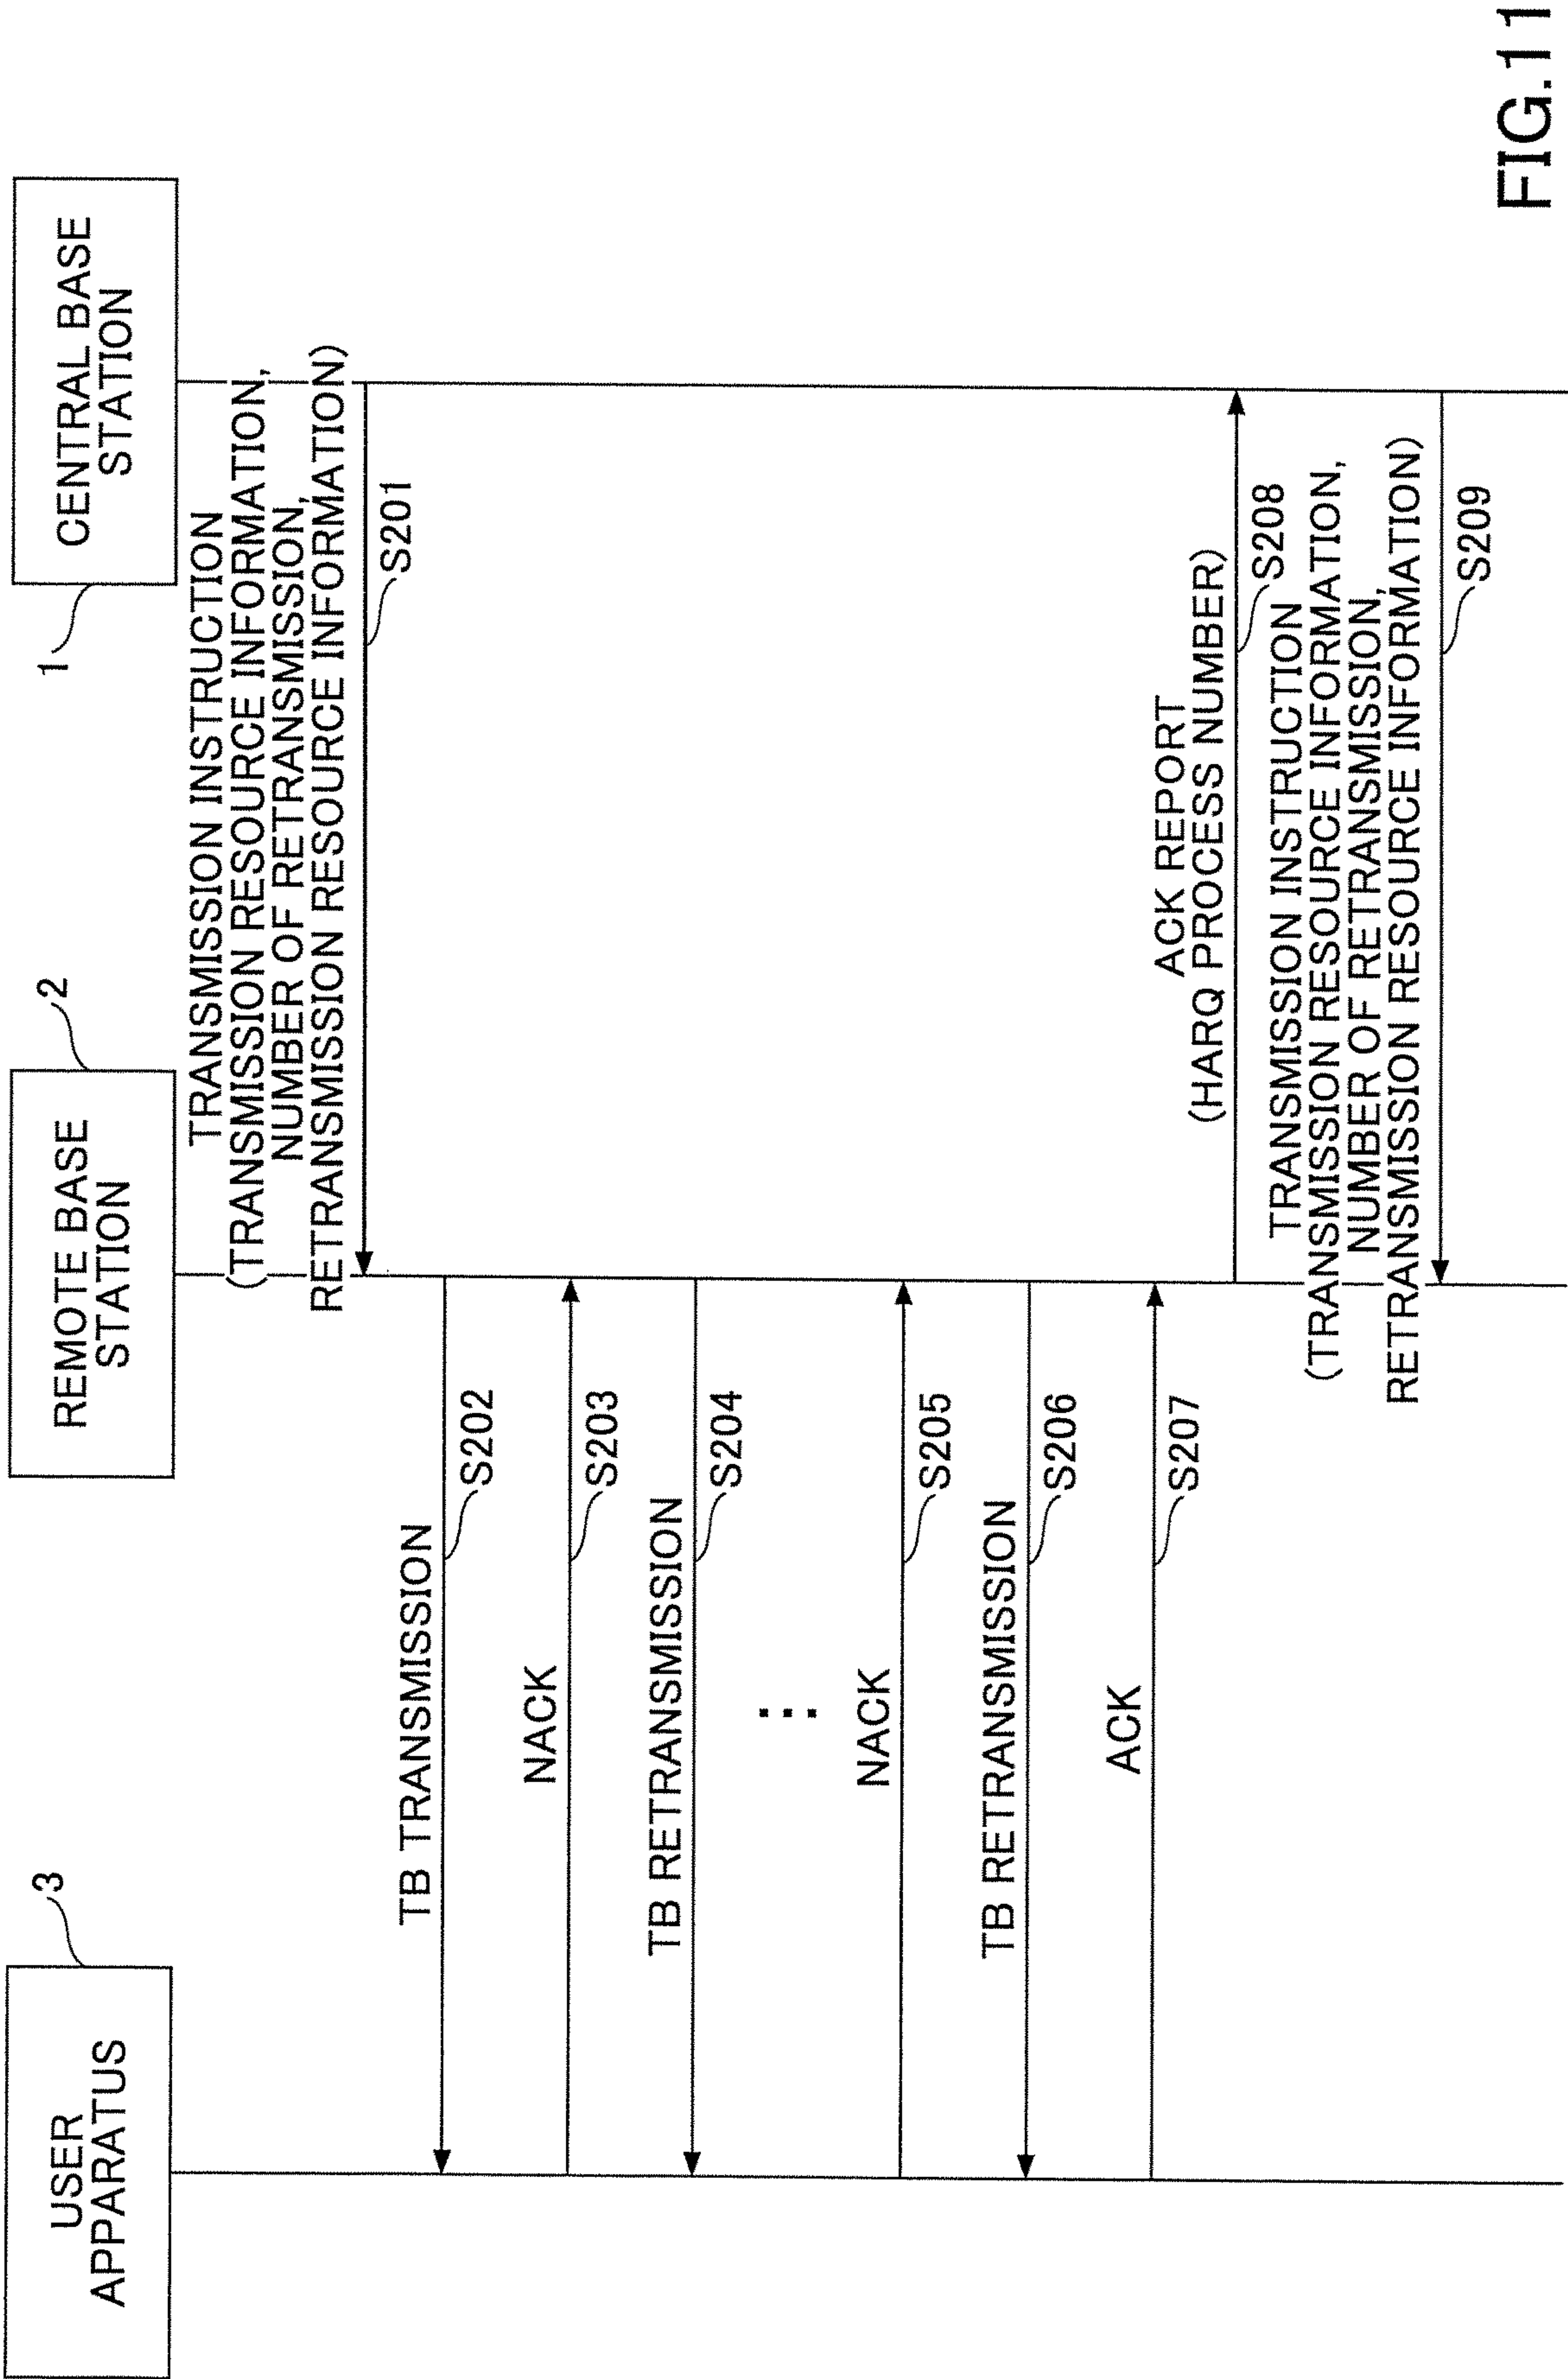 USER
APPARATUS
3
REMOTE BASE
STATION
2
CENTRAL BASE
STATION
1
TRANSMISSION INSTRUCTION
(TRANSMISSION RESOURCE INFORMATION,
NUMBER OF RETRANSMISSION,
RETRANSMISSION RESOURCE INFORMATION)
S201
TB TRANSMISSION
S202
NACK
S203
TB RETRANSMISSION
S204
...
NACK
S205
TB RETRANSMISSION
S206
ACK
S207
ACK REPORT
(HARQ PROCESS NUMBER)
S208
TRANSMISSION INSTRUCTION
(TRANSMISSION RESOURCE INFORMATION,
NUMBER OF RETRANSMISSION,
RETRANSMISSION RESOURCE INFORMATION)
S209
FIG.11